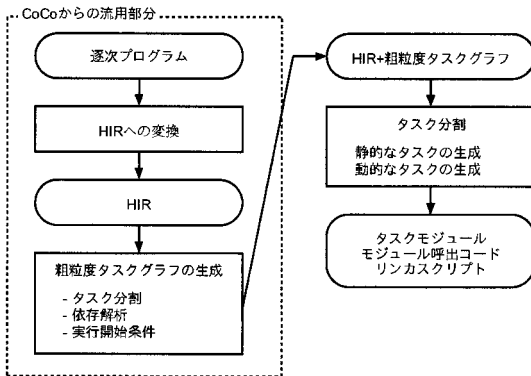 CoCoからの流用部分
逐次プログラム
HIRへの変換
HIR
粗粒度タスクグラフの生成
- タスク分割
- 依存解析
- 実行開始条件
HIR+粗粒度タスクグラフ
タスク分割
静的なタスクの生成
動的なタスクの生成
タスクモジュール
モジュール呼出コード
リンカスクリプト